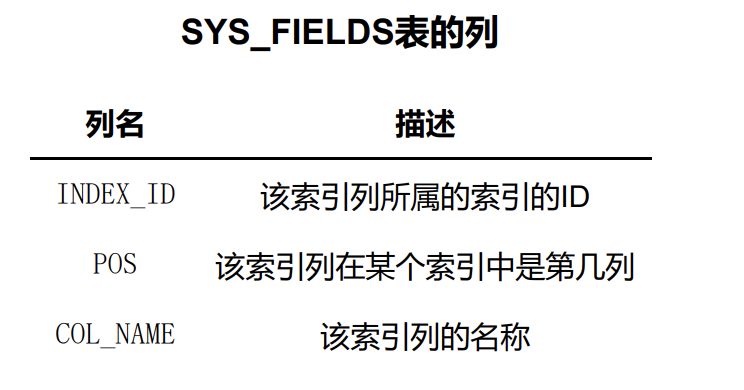 SYS_FIELDS表的列
列名 描述
INDEX_ID 该索引列所属的索引的ID
POS 该索引列在某个索引中是第几列
COL_NAME 该索引列的名称